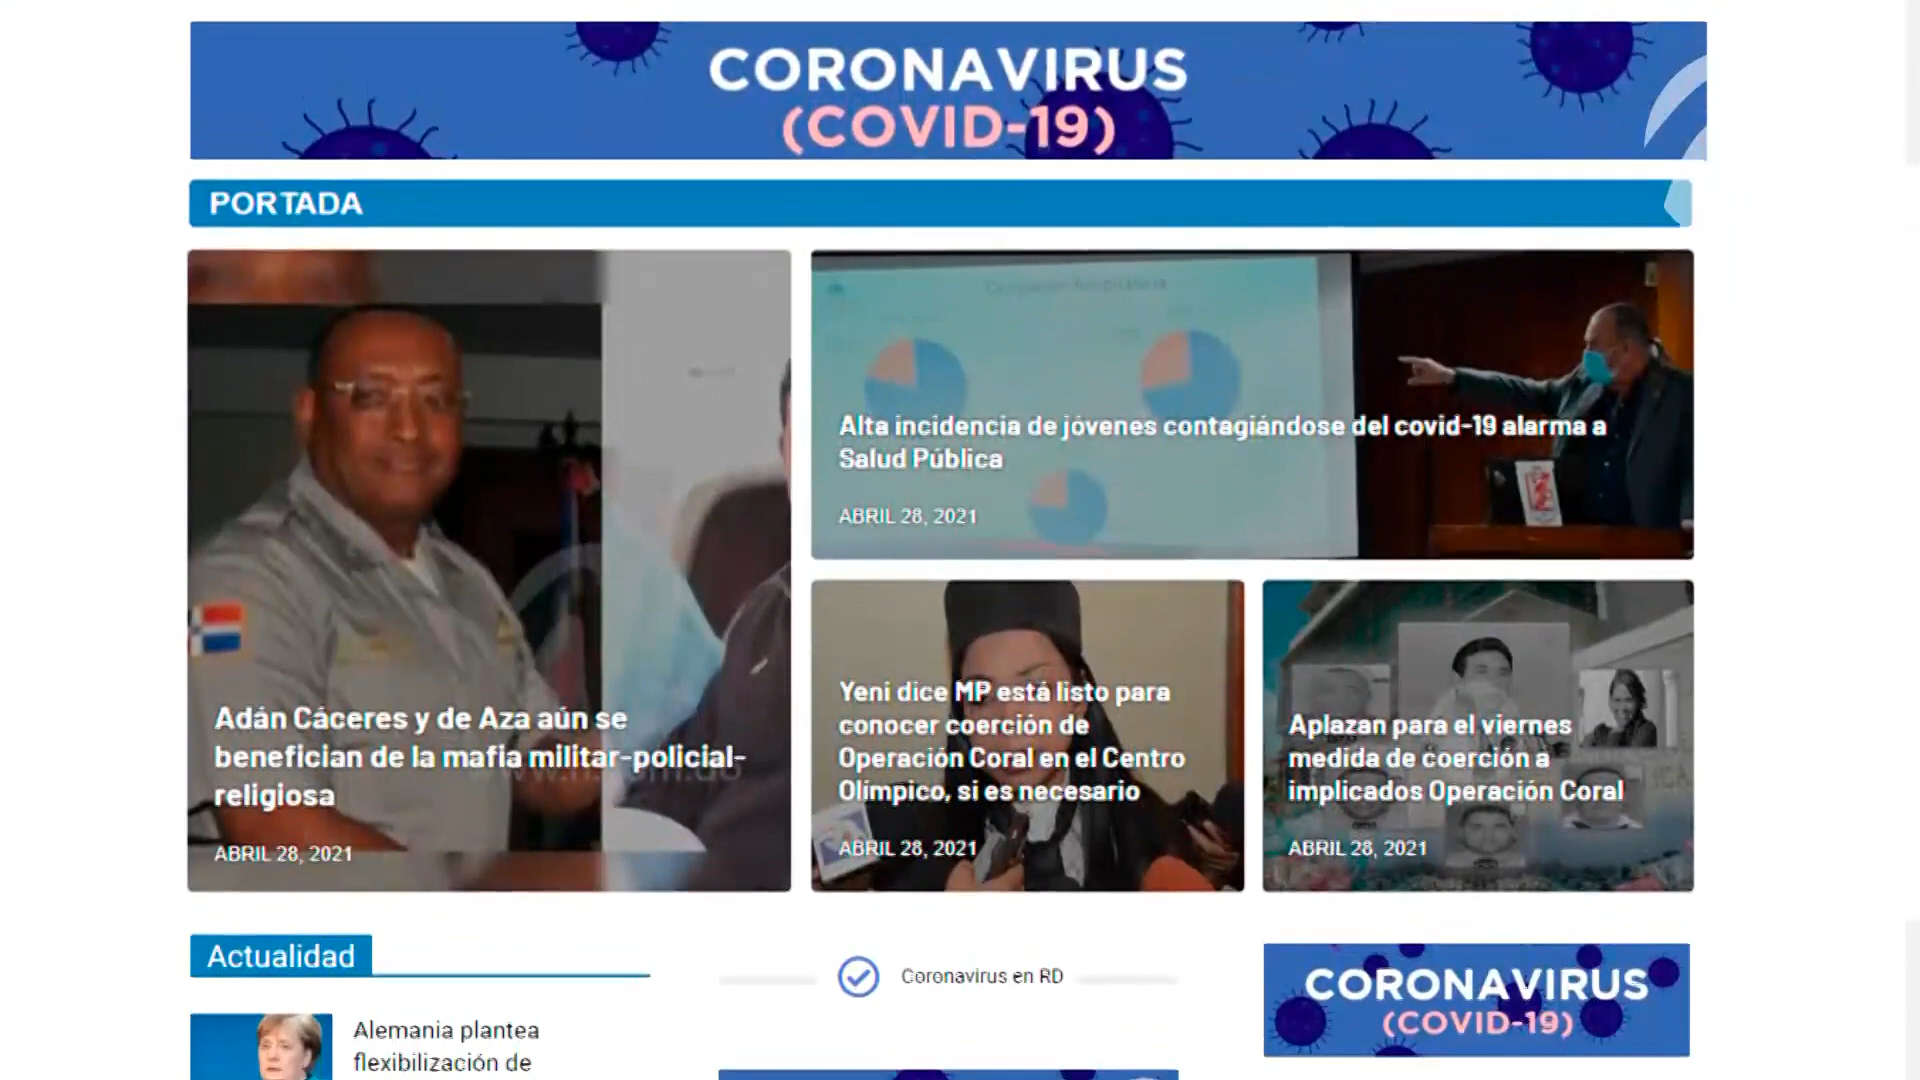 CORONAVIRUS
(COVID-19)
PORTADA
Adán Cáceres y de Aza aún se
benefician de la mafia militar-policial-
religiosa
ABRIL 28, 2021
Alta incidencia de jóvenes contagiándose del covid-19 alarma a
Salud Pública
ABRIL 28, 2021
Yeni dice MP está listo para
conocer coerción de
Operación Coral en el Centro
Olímpico, si es necesario
ABRIL 28, 2021
Aplazan para el viernes
medida de coerción a
implicados Operación Coral
ABRIL 28, 2021
Actualidad
Alemania plantea
flexibilización de
Coronavirus en RD
CORONAVIRUS
(COVID-19)